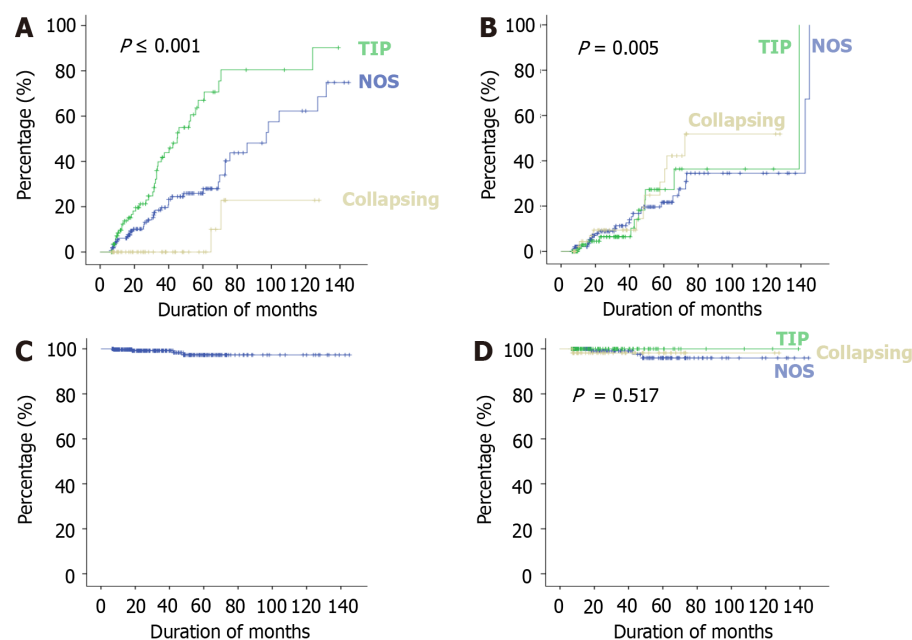 A
100
80
60
40
20
0
Percentage (%)
P ≤ 0.001
TIP
NOS
Collapsing
0 20 40 60 80 100 120 140
Duration of months
B
100
80
60
40
20
0
Percentage (%)
P = 0.005
TIP
NOS
Collapsing
0 20 40 60 80 100 120 140
Duration of months
C
100
80
60
40
20
0
Percentage (%)
0 20 40 60 80 100 120 140
Duration of months
D
100
80
60
40
20
0
Percentage (%)
TIP
Collapsing
NOS
P = 0.517
0 20 40 60 80 100 120 140
Duration of months